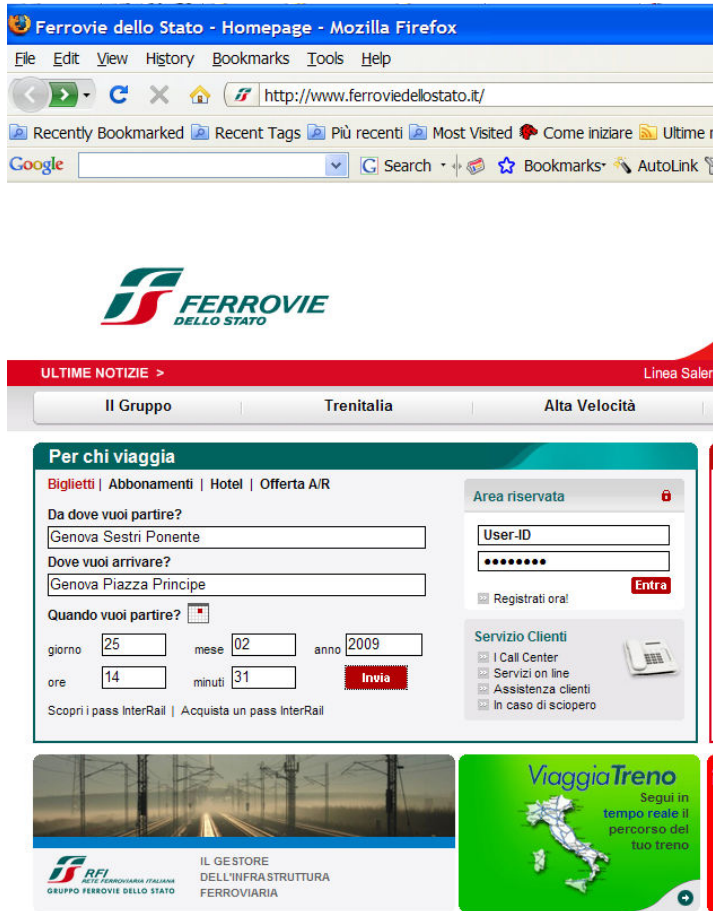 Ferrovie dello Stato - Homepage - Mozilla Firefox
File Edit View History Bookmarks Tools Help
http://www.ferroviedellostato.it/
Recently Bookmarked Recent Tags Più recenti Most Visited Come iniziare Ultime
Google G Search Bookmarks AutoLink
FERROVIE
DELLO STATO
ULTIME NOTIZIE > Linea Saler
Il Gruppo Trenitalia Alta Velocità
Per chi viaggia
Biglietti | Abbonamenti | Hotel | Offerta A/R
Da dove vuoi partire?
Genova Sestri Ponente
Dove vuoi arrivare?
Genova Piazza Principe
Quando vuoi partire?
giorno 25 mese 02 anno 2009
ore 14 minuti 31 Invia
Scopri i pass InterRail | Acquista un pass InterRail
Area riservata
User-ID
••••••••
Entra
Registrati ora!
Servizio Clienti
I Call Center
Servizi on line
Assistenza clienti
In caso di sciopero
RFI
RETE FERROVIARIA ITALIANA
GRUPPO FERROVIE DELLO STATO
IL GESTORE
DELL'INFRASTRUTTURA
FERROVIARIA
ViaggiaTreno
Segui in
tempo reale il
percorso del
tuo treno